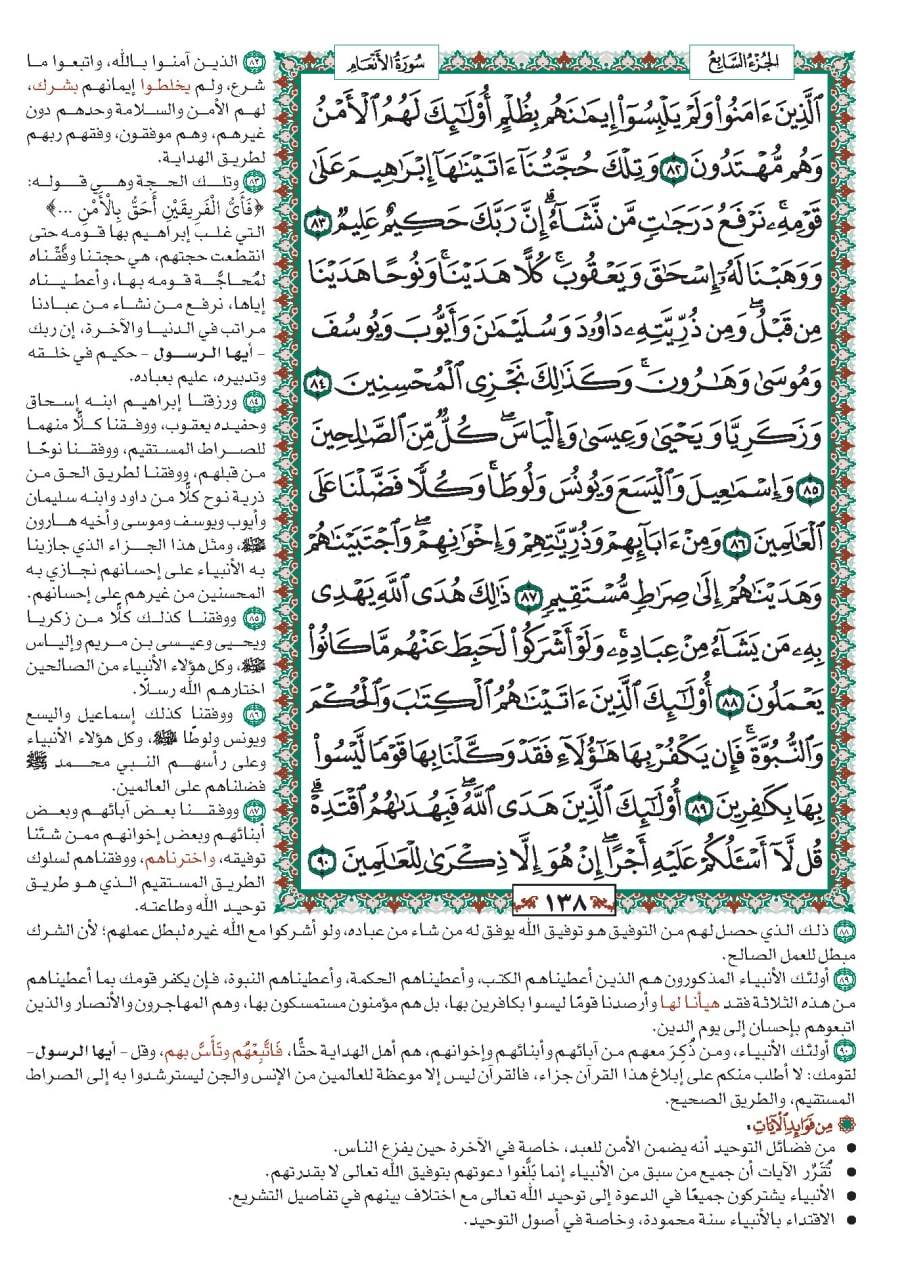 الجُزءُ السَّابِعُ
سُورَةُ الأَنْعَامِ
ٱلَّذِينَ ءَامَنُوا۟ وَلَمْ يَلْبِسُوٓا۟ إِيمَـٰنَهُم بِظُلْمٍ أُو۟لَـٰٓئِكَ لَهُمُ ٱلْأَمْنُ
وَهُم مُّهْتَدُونَ ٨٢ وَتِلْكَ حُجَّتُنَآ ءَاتَيْنَـٰهَآ إِبْرَٰهِيمَ عَلَىٰ
قَوْمِهِۦ ۚ نَرْفَعُ دَرَجَـٰتٍ مَّن نَّشَآءُ ۗ إِنَّ رَبَّكَ حَكِيمٌ عَلِيمٌ ٨٣
وَوَهَبْنَا لَهُۥٓ إِسْحَـٰقَ وَيَعْقُوبَ ۚ كُلًّا هَدَيْنَا ۚ وَنُوحًا هَدَيْنَا
مِن قَبْلُ ۖ وَمِن ذُرِّيَّتِهِۦ دَاوُۥدَ وَسُلَيْمَـٰنَ وَأَيُّوبَ وَيُوسُفَ
وَمُوسَىٰ وَهَـٰرُونَ ۚ وَكَذَٰلِكَ نَجْزِى ٱلْمُحْسِنِينَ ٨٤
وَزَكَرِيَّا وَيَحْيَىٰ وَعِيسَىٰ وَإِلْيَاسَ ۖ كُلٌّ مِّنَ ٱلصَّـٰلِحِينَ
٨٥ وَإِسْمَـٰعِيلَ وَٱلْيَسَعَ وَيُونُسَ وَلُوطًا ۚ وَكُلًّا فَضَّلْنَا عَلَى
ٱلْعَـٰلَمِينَ ٨٦ وَمِنْ ءَابَآئِهِمْ وَذُرِّيَّـٰتِهِمْ وَإِخْوَٰنِهِمْ ۖ وَٱجْتَبَيْنَـٰهُمْ
وَهَدَيْنَـٰهُمْ إِلَىٰ صِرَٰطٍ مُّسْتَقِيمٍ ٨٧ ذَٰلِكَ هُدَى ٱللَّهِ يَهْدِى
بِهِۦ مَن يَشَآءُ مِنْ عِبَادِهِۦ ۚ وَلَوْ أَشْرَكُوا۟ لَحَبِطَ عَنْهُم مَّا كَانُوا۟
يَعْمَلُونَ ٨٨ أُو۟لَـٰٓئِكَ ٱلَّذِينَ ءَاتَيْنَـٰهُمُ ٱلْكِتَـٰبَ وَٱلْحُكْمَ
وَٱلنُّبُوَّةَ ۚ فَإِن يَكْفُرْ بِهَا هَـٰٓؤُلَآءِ فَقَدْ وَكَّلْنَا بِهَا قَوْمًا لَّيْسُوا۟
بِهَا بِكَـٰفِرِينَ ٨٩ أُو۟لَـٰٓئِكَ ٱلَّذِينَ هَدَى ٱللَّهُ ۖ فَبِهُدَىٰهُمُ ٱقْتَدِهْ ۗ
قُل لَّآ أَسْـَٔلُكُمْ عَلَيْهِ أَجْرًا ۖ إِنْ هُوَ إِلَّا ذِكْرَىٰ لِلْعَـٰلَمِينَ ٩٠
١٣٨
٨٢ الذين آمنوا بالله، واتبعوا ما
شرع، ولم يخلطوا إيمانهم بشرك،
لهم الأمن والسلامة وحدهم دون
غيرهم، وهم موفقون، وفقهم ربهم
لطريق الهداية.
٨٣ وتلك الحجة وهي قوله:
﴿فَأَيُّ الْفَرِيقَيْنِ أَحَقُّ بِالْأَمْنِ ...﴾
التي غلب إبراهيم بها قومه حتى
انقطعت حجتهم، هي حجتنا وفَّقْناه
لمُحاجَّة قومه بها، وأعطيناه
إياها، نرفع من نشاء من عبادنا
مراتب في الدنيا والآخرة، إن ربك
- أيها الرسول - حكيم في خلقه
وتدبيره، عليم بعباده.
٨٤ ورزقنا إبراهيم ابنه إسحاق
وحفيده يعقوب، ووفقنا كلًّا منهما
للصراط المستقيم، ووفقنا نوحًا
من قبلهم، ووفقنا لطريق الحق من
ذرية نوح كلًّا من داود وابنه سليمان
وأيوب ويوسف وموسى وأخيه هارون
ﷺ، ومثل هذا الجزاء الذي جازينا
به الأنبياء على إحسانهم نجازي به
المحسنين من غيرهم على إحسانهم.
٨٥ ووفقنا كذلك كلًّا من زكريا
ويحيى وعيسى بن مريم وإلياس
ﷺ، وكل هؤلاء الأنبياء من الصالحين
اختارهم الله رسلًا.
٨٦ ووفقنا كذلك إسماعيل واليسع
ويونس ولوطًا ﷺ، وكل هؤلاء الأنبياء
وعلى رأسهم النبي محمد ﷺ
فضلناهم على العالمين.
٨٧ ووفقنا بعض آبائهم وبعض
أبنائهم وبعض إخوانهم ممن شئنا
توفيقه، واخترناهم، ووفقناهم لسلوك
الطريق المستقيم الذي هو طريق
توحيد الله وطاعته.
٨٨ ذلك الذي حصل لهم من التوفيق هو توفيق الله يوفق له من شاء من عباده، ولو أشركوا مع الله غيره لبطل عملهم؛ لأن الشرك
مبطل للعمل الصالح.
٨٩ أولئك الأنبياء المذكورون هم الذين أعطيناهم الكتب، وأعطيناهم الحكمة، وأعطيناهم النبوة، فإن يكفر قومك بما أعطيناهم
من هذه الثلاثة فقد هيأنا لها وأرصدنا قومًا ليسوا بكافرين بها، بل هم مؤمنون مستمسكون بها، وهم المهاجرون والأنصار والذين
اتبعوهم بإحسان إلى يوم الدين.
٩٠ أولئك الأنبياء، ومن ذُكِرَ معهم من آبائهم وأبنائهم وإخوانهم، هم أهل الهداية حقًّا، فَاتَّبِعْهُم وتَأَسَّ بهم، وقل - أيها الرسول-
لقومك: لا أطلب منكم على إبلاغ هذا القرآن جزاء، فالقرآن ليس إلا موعظة للعالمين من الإنس والجن ليسترشدوا به إلى الصراط
المستقيم، والطريق الصحيح.
مِن فَوَائِدِ الْآيَاتِ:
• من فضائل التوحيد أنه يضمن الأمن للعبد، خاصة في الآخرة حين يفزع الناس.
• تُقَرِّر الآيات أن جميع من سبق من الأنبياء إنما بَلَّغوا دعوتهم بتوفيق الله تعالى لا بقدرتهم.
• الأنبياء يشتركون جميعًا في الدعوة إلى توحيد الله تعالى مع اختلاف بينهم في تفاصيل التشريع.
• الاقتداء بالأنبياء سنة محمودة، وخاصة في أصول التوحيد.